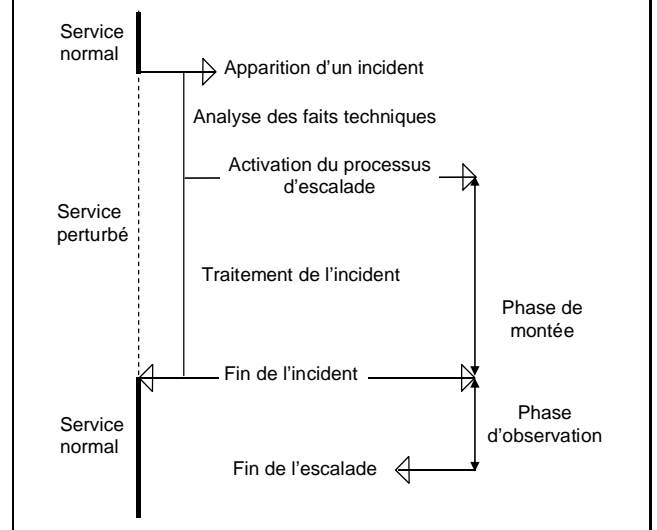 Service
normal
Apparition d’un incident
Analyse des faits techniques
Activation du processus
d’escalade
Service
perturbé
Traitement de l’incident
Phase de
montée
Fin de l’incident
Phase
d’observation
Service
normal
Fin de l’escalade